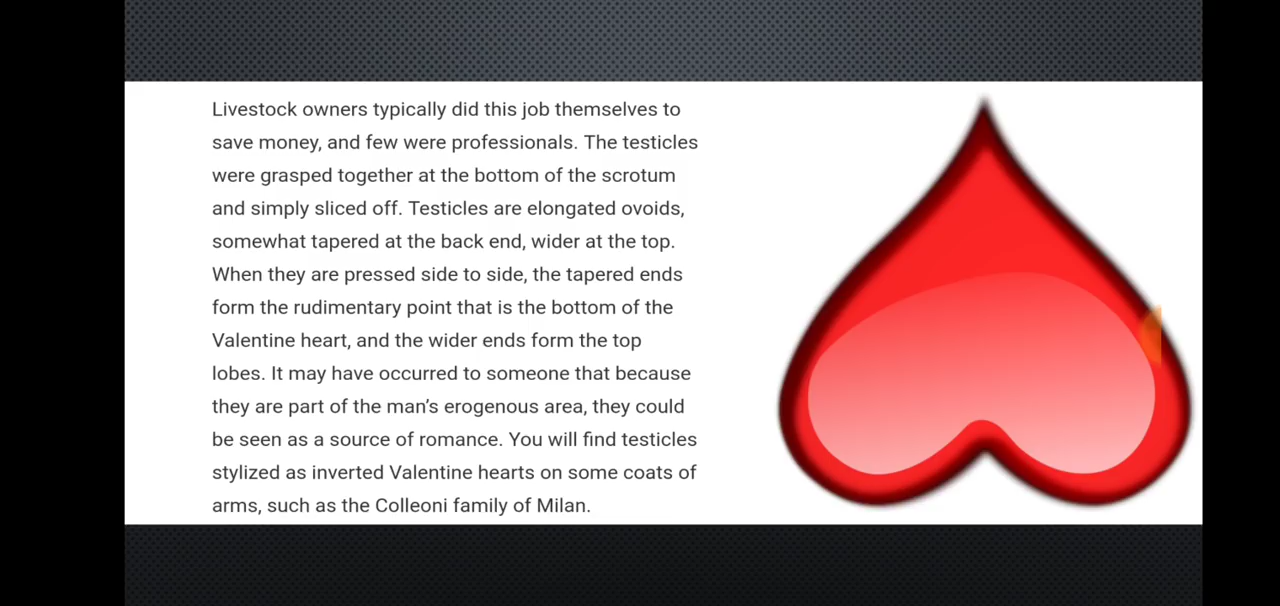 Livestock owners typically did this job themselves to
save money, and few were professionals. The testicles
were grasped together at the bottom of the scrotum
and simply sliced off. Testicles are elongated ovoids,
somewhat tapered at the back end, wider at the top.
When they are pressed side to side, the tapered ends
form the rudimentary point that is the bottom of the
Valentine heart, and the wider ends form the top
lobes. It may have occurred to someone that because
they are part of the man’s erogenous area, they could
be seen as a source of romance. You will find testicles
stylized as inverted Valentine hearts on some coats of
arms, such as the Colleoni family of Milan.